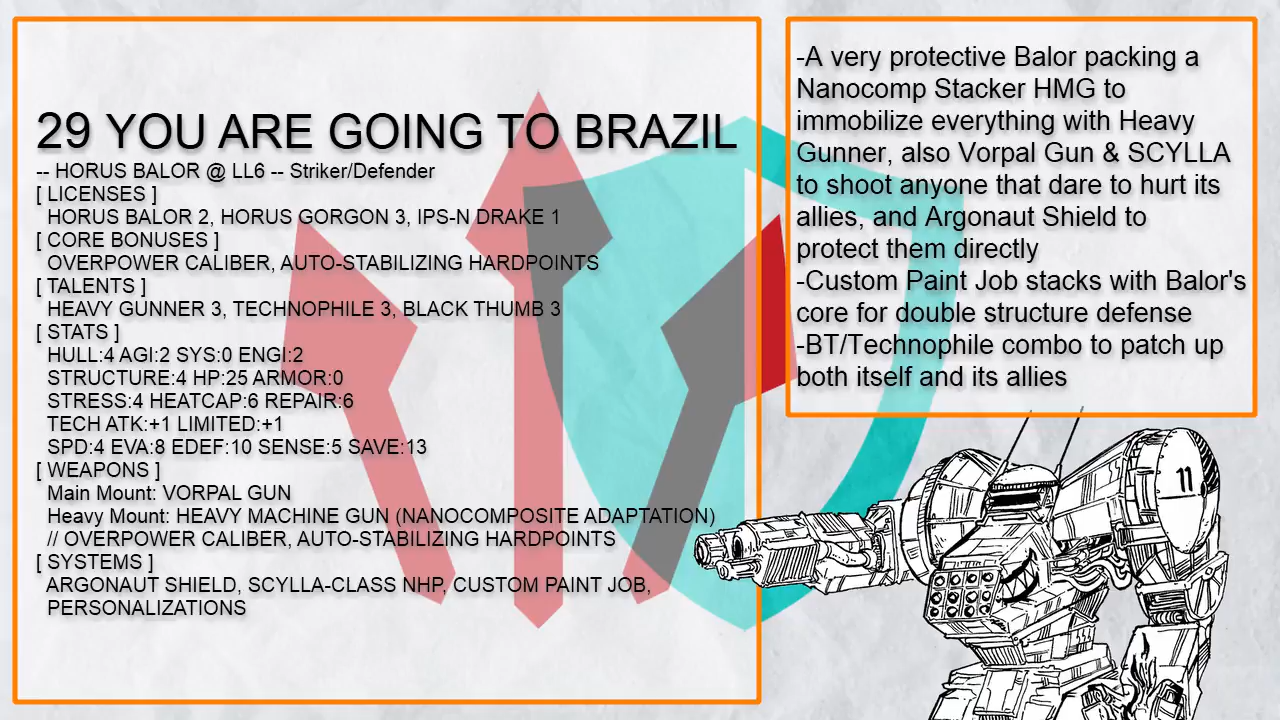 29 YOU ARE GOING TO BRAZIL
-- HORUS BALOR @ LL6 -- Striker/Defender
[ LICENSES ]
HORUS BALOR 2, HORUS GORGON 3, IPS-N DRAKE 1
[ CORE BONUSES ]
OVERPOWER CALIBER, AUTO-STABILIZING HARDPOINTS
[ TALENTS ]
HEAVY GUNNER 3, TECHNOPHILE 3, BLACK THUMB 3
[ STATS ]
HULL:4 AGI:2 SYS:0 ENGI:2
STRUCTURE:4 HP:25 ARMOR:0
STRESS:4 HEATCAP:6 REPAIR:6
TECH ATK:+1 LIMITED:+1
SPD:4 EVA:8 EDEF:10 SENSE:5 SAVE:13
[ WEAPONS ]
Main Mount: VORPAL GUN
Heavy Mount: HEAVY MACHINE GUN (NANOCOMPOSITE ADAPTATION)
// OVERPOWER CALIBER, AUTO-STABILIZING HARDPOINTS
[ SYSTEMS ]
ARGONAUT SHIELD, SCYLLA-CLASS NHP, CUSTOM PAINT JOB,
PERSONALIZATIONS
-A very protective Balor packing a
Nanocomp Stacker HMG to
immobilize everything with Heavy
Gunner, also Vorpal Gun & SCYLLA
to shoot anyone that dare to hurt its
allies, and Argonaut Shield to
protect them directly
-Custom Paint Job stacks with Balor's
core for double structure defense
-BT/Technophile combo to patch up
both itself and its allies
11